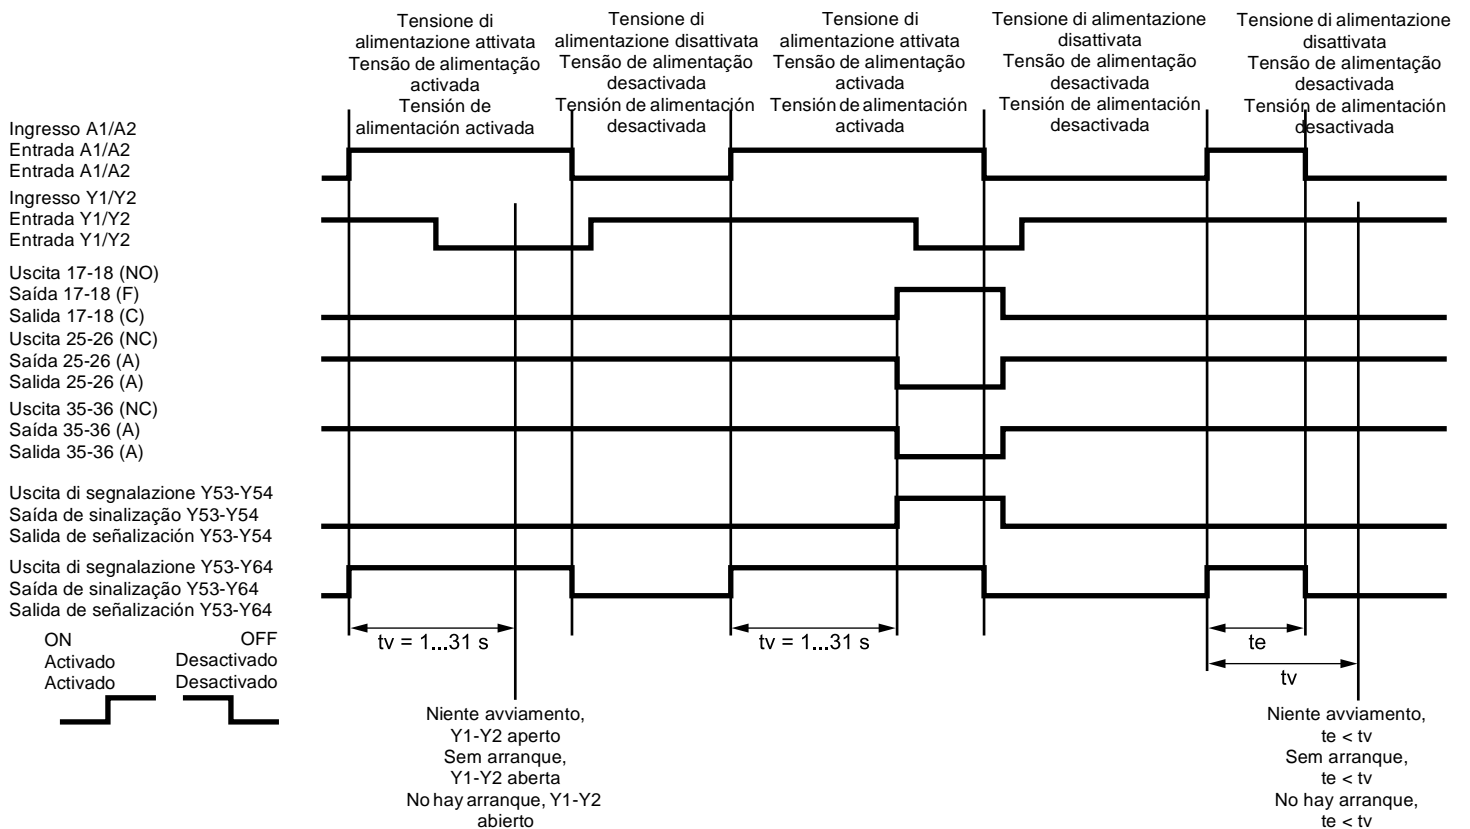 Tensione di
alimentazione attivata
Tensão de alimentação
activada
Tensión de
alimentación activada
Tensione di
alimentazione disattivata
Tensão de alimentação
desactivada
Tensión de alimentación
desactivada
Tensione di
alimentazione attivata
Tensão de alimentação
activada
Tensión de alimentación
activada
Tensione di alimentazione
disattivata
Tensão de alimentação
desactivada
Tensión de alimentación
desactivada
Tensione di alimentazione
disattivata
Tensão de alimentação
desactivada
Tensión de alimentación
desactivada
Ingresso A1/A2
Entrada A1/A2
Entrada A1/A2
Ingresso Y1/Y2
Entrada Y1/Y2
Entrada Y1/Y2
Uscita 17-18 (NO)
Saída 17-18 (F)
Salida 17-18 (C)
Uscita 25-26 (NC)
Saída 25-26 (A)
Salida 25-26 (A)
Uscita 35-36 (NC)
Saída 35-36 (A)
Salida 35-36 (A)
Uscita di segnalazione Y53-Y54
Saída de sinalização Y53-Y54
Salida de señalización Y53-Y54
Uscita di segnalazione Y53-Y64
Saída de sinalização Y53-Y64
Salida de señalización Y53-Y64
ON
Activado
Activado
OFF
Desactivado
Desactivado
tv = 1...31 s
tv = 1...31 s
te
tv
Niente avviamento,
Y1-Y2 aperto
Sem arranque,
Y1-Y2 aberta
No hay arranque, Y1-Y2
abierto
Niente avviamento,
te < tv
Sem arranque,
te < tv
No hay arranque,
te < tv